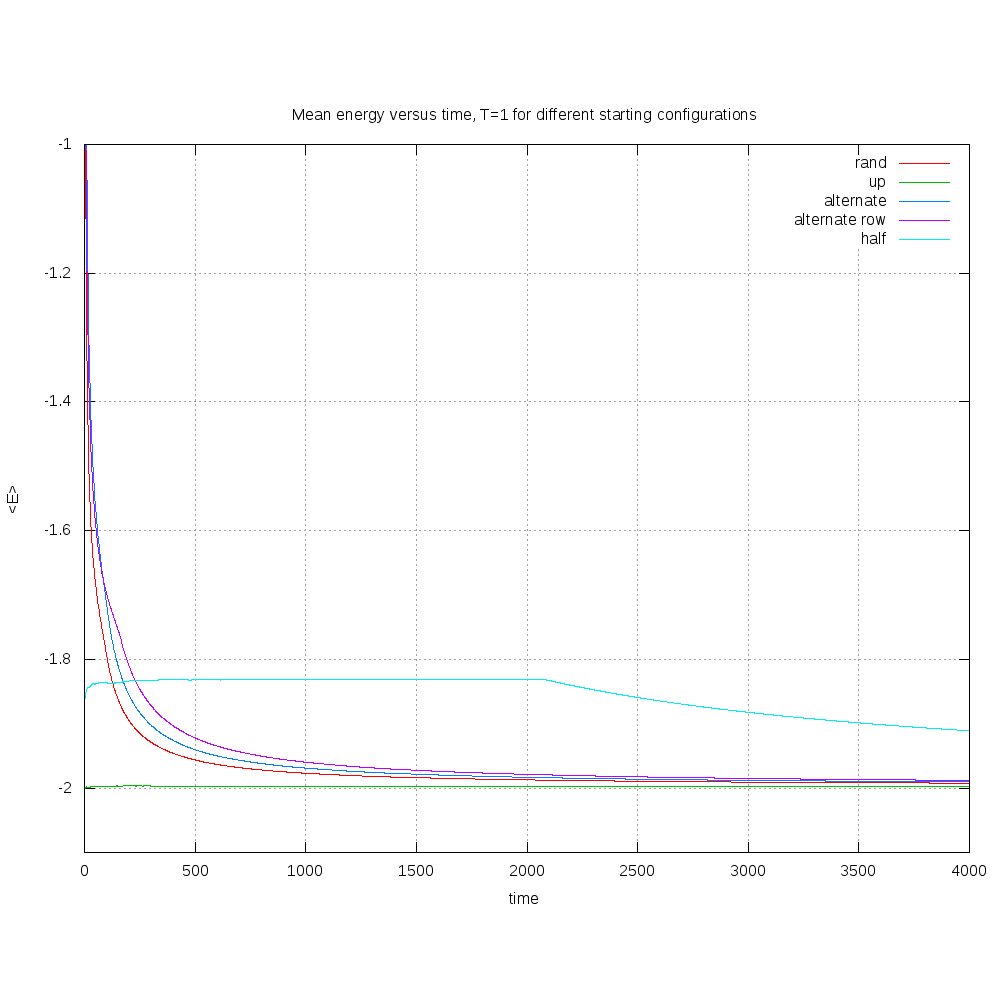 Mean energy versus time, T=1 for different starting configurations
-1
-1.2
-1.4
-1.6
-1.8
-2
<E>
rand
up
alternate
alternate row
half
0 500 1000 1500 2000 2500 3000 3500 4000
time